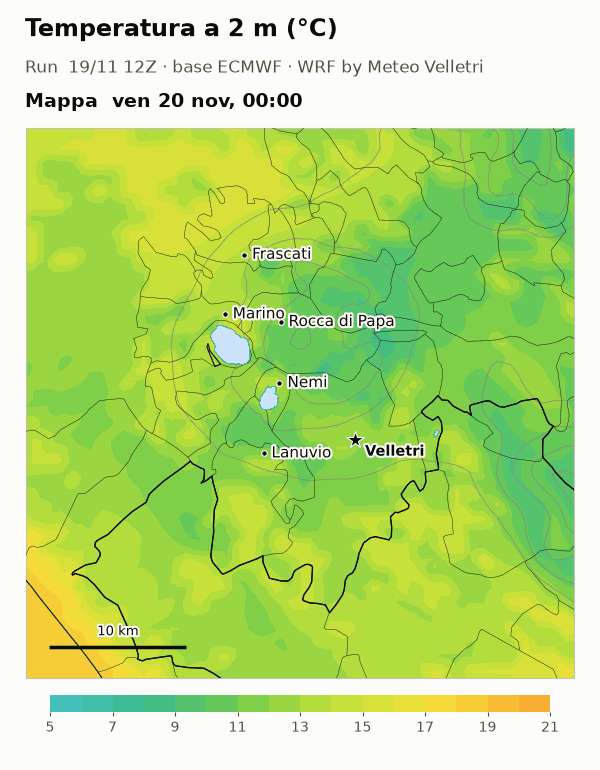 Temperatura a 2 m (°C)
Run  19/11 12Z · base ECMWF · WRF by Meteo Velletri
Mappa  ven 20 nov, 00:00
Frascati
Marino
Rocca di Papa
Nemi
Velletri
Lanuvio
10 km
5 7 9 11 13 15 17 19 21